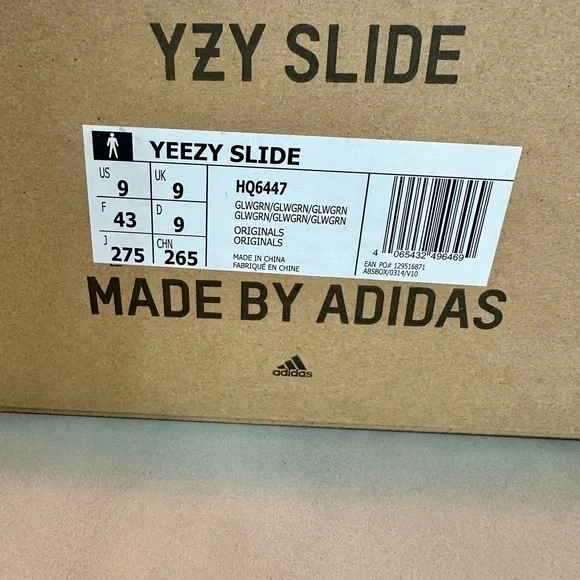 YZY SLIDE
YEEZY SLIDE
US 9 UK 9
F 43 D 9
J 275 CHN 265
HQ6447
GLWGRN/GLWGRN/GLWGRN
GLWGRN/GLWGRN/GLWGRN
ORIGINALS
ORIGINALS
MADE IN CHINA
FABRIQUÉ EN CHINE
4 065432 496469
EAN PO# 129516871
ABSBOX/0314/V10
MADE BY ADIDAS
adidas